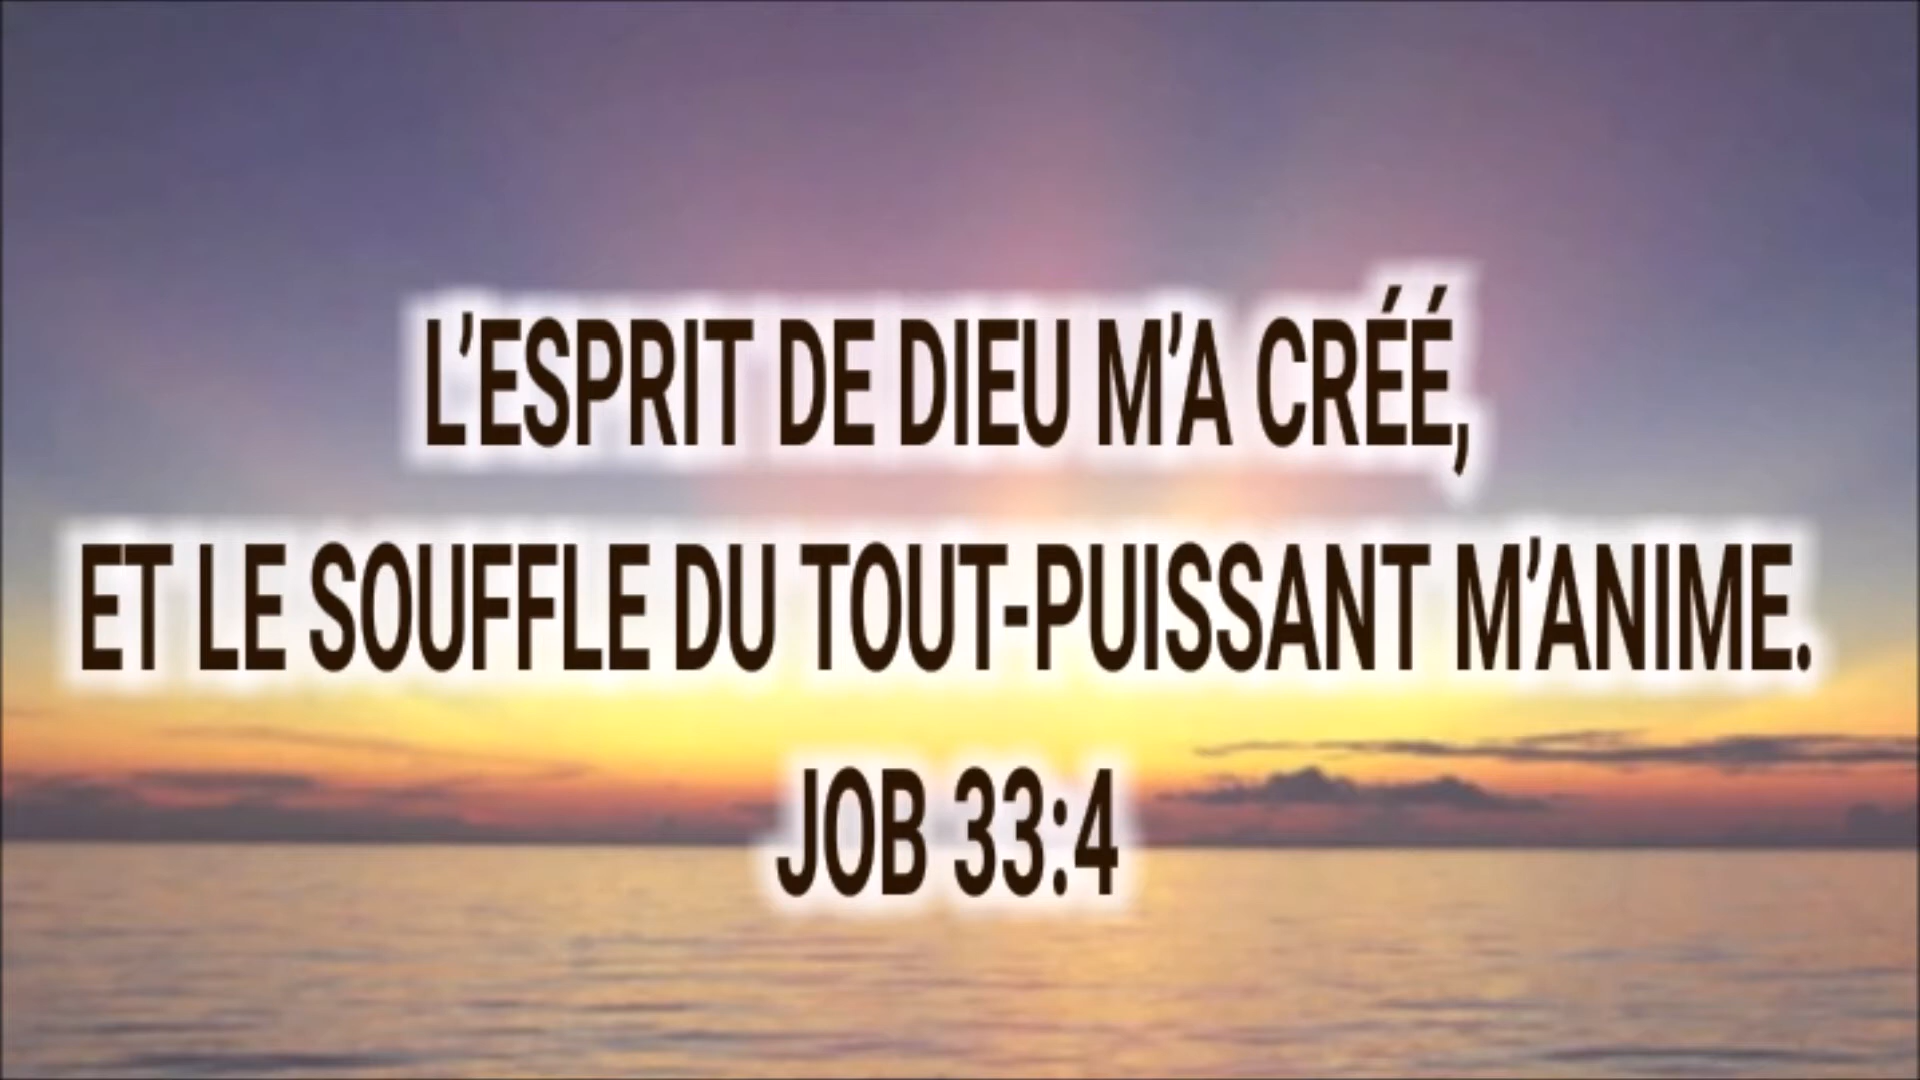 L’ESPRIT DE DIEU M’A CRÉÉ,
ET LE SOUFFLE DU TOUT-PUISSANT M’ANIME.
JOB 33:4